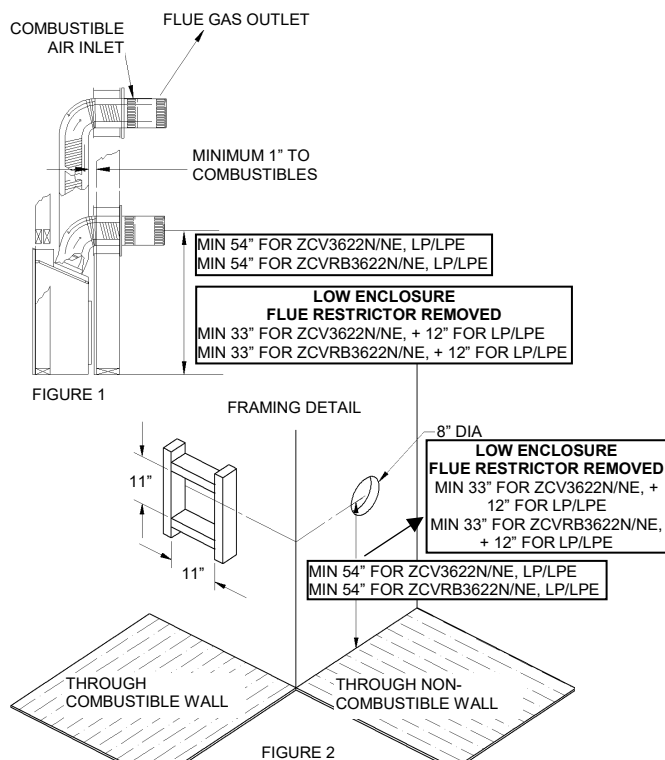 COMBUSTIBLE
AIR INLET
FLUE GAS OUTLET
MINIMUM 1” TO
COMBUSTIBLES
MIN 54” FOR ZCV3622N/NE, LP/LPE
MIN 54” FOR ZCVRB3622N/NE, LP/LPE
LOW ENCLOSURE
FLUE RESTRICTOR REMOVED
MIN 33” FOR ZCV3622N/NE, + 12” FOR LP/LPE
MIN 33” FOR ZCVRB3622N/NE, + 12” FOR LP/LPE
FIGURE 1
FRAMING DETAIL
8” DIA
LOW ENCLOSURE
FLUE RESTRICTOR REMOVED
MIN 33” FOR ZCV3622N/NE, +
12” FOR LP/LPE
MIN 33” FOR ZCVRB3622N/NE,
+ 12” FOR LP/LPE
11”
11”
MIN 54” FOR ZCV3622N/NE, LP/LPE
MIN 54” FOR ZCVRB3622N/NE, LP/LPE
THROUGH
COMBUSTIBLE WALL
THROUGH NON-
COMBUSTIBLE WALL
FIGURE 2